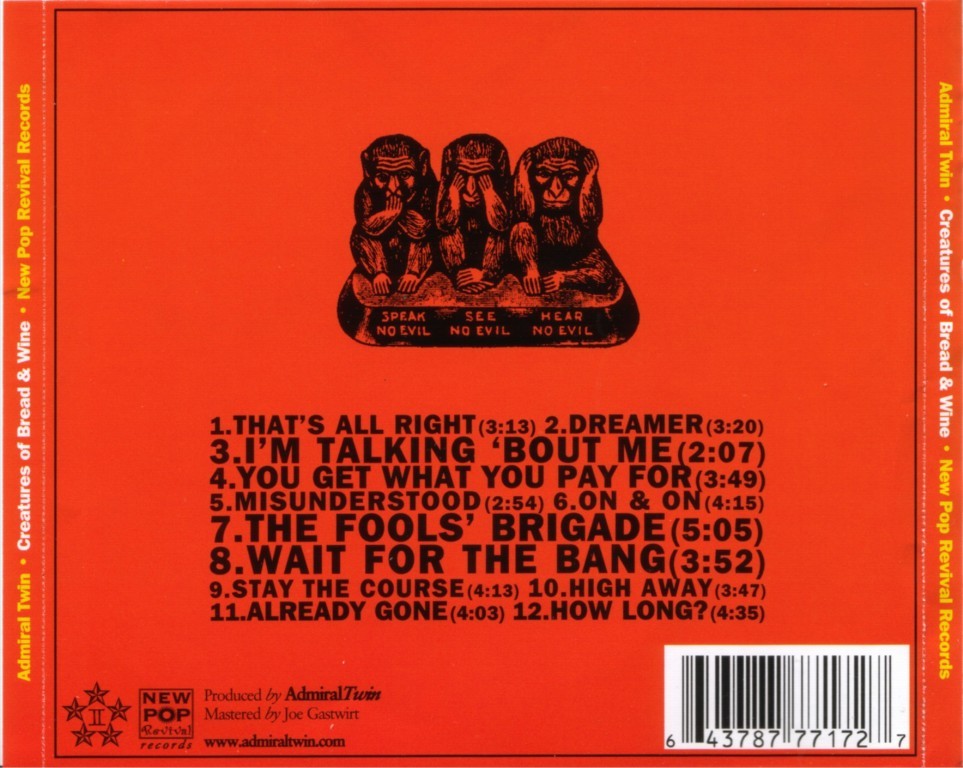 Admiral Twin • Creatures of Bread & Wine • New Pop Revival Records
SPEAK NO EVIL
SEE NO EVIL
HEAR NO EVIL
1.THAT'S ALL RIGHT(3:13) 2.DREAMER(3:20)
3.I'M TALKING ‘BOUT ME(2:07)
4.YOU GET WHAT YOU PAY FOR(3:49)
5.MISUNDERSTOOD(2:54) 6.ON & ON(4:15)
7.THE FOOLS' BRIGADE(5:05)
8.WAIT FOR THE BANG(3:52)
9.STAY THE COURSE(4:13) 10.HIGH AWAY(3:47)
11.ALREADY GONE(4:03) 12.HOW LONG?(4:35)
II
NEW
POP
Revival
records
Produced by AdmiralTwin
Mastered by Joe Gastwirt
www.admiraltwin.com
6 43787 77172 7
Admiral Twin • Creatures of Bread & Wine • New Pop Revival Records